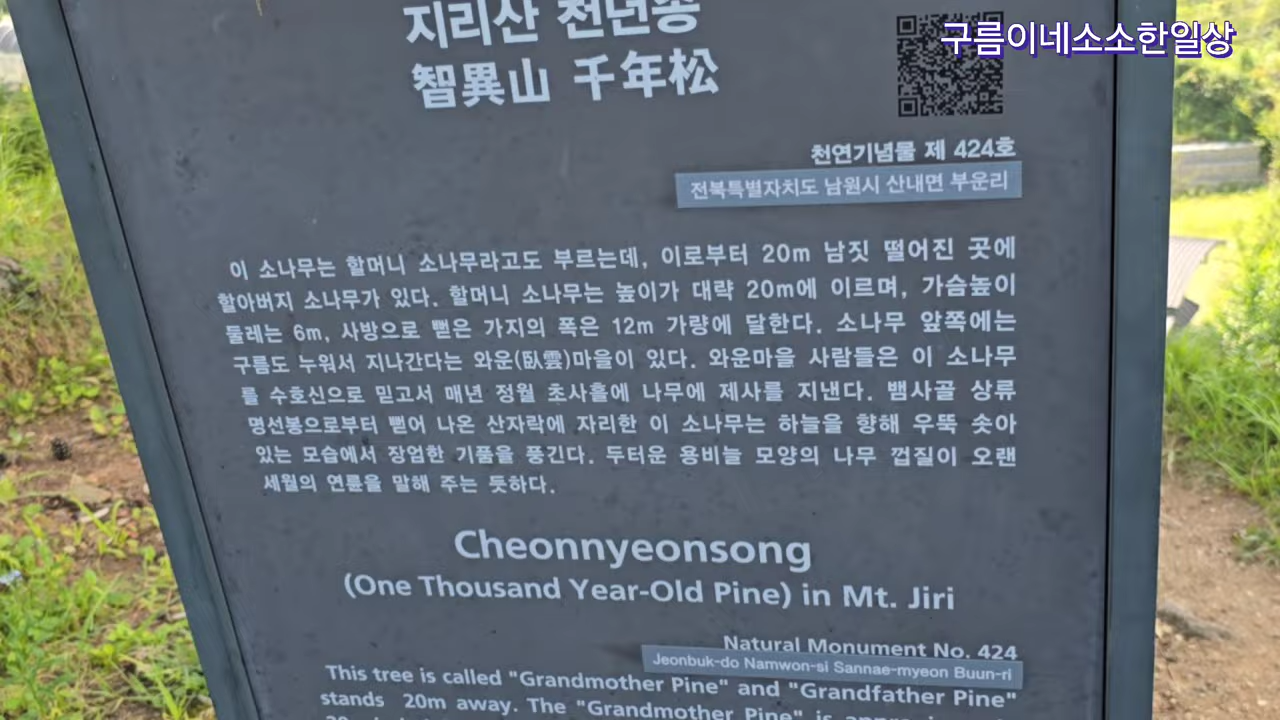 지리산 천년송
구름이네소소한일상
智異山 千年松
천연기념물 제 424호
전북특별자치도 남원시 산내면 부운리
이 소나무는 할머니 소나무라고도 부르는데, 이로부터 20m 남짓 떨어진 곳에
할아버지 소나무가 있다. 할머니 소나무는 높이가 대략 20m에 이르며, 가슴높이
둘레는 6m, 사방으로 뻗은 가지의 폭은 12m 가량에 달한다. 소나무 앞쪽에는
구름도 누워서 지나간다는 와운(臥雲)마을이 있다. 와운마을 사람들은 이 소나무
를 수호신으로 믿고서 매년 정월 초사흘에 나무에 제사를 지낸다. 뱀사골 상류
명선봉으로부터 뻗어 나온 산자락에 자리한 이 소나무는 하늘을 향해 우뚝 솟아
있는 모습에서 장엄한 기품을 풍긴다. 두터운 용비늘 모양의 나무 껍질이 오랜
세월의 연륜을 말해 주는 듯하다.
Cheonnyeonsong
(One Thousand Year-Old Pine) in Mt. Jiri
Natural Monument No. 424
Jeonbuk-do Namwon-si Sannae-myeon Buun-ri
This tree is called "Grandmother Pine" and "Grandfather Pine"
stands 20m away. The "Grandmother Pine" is